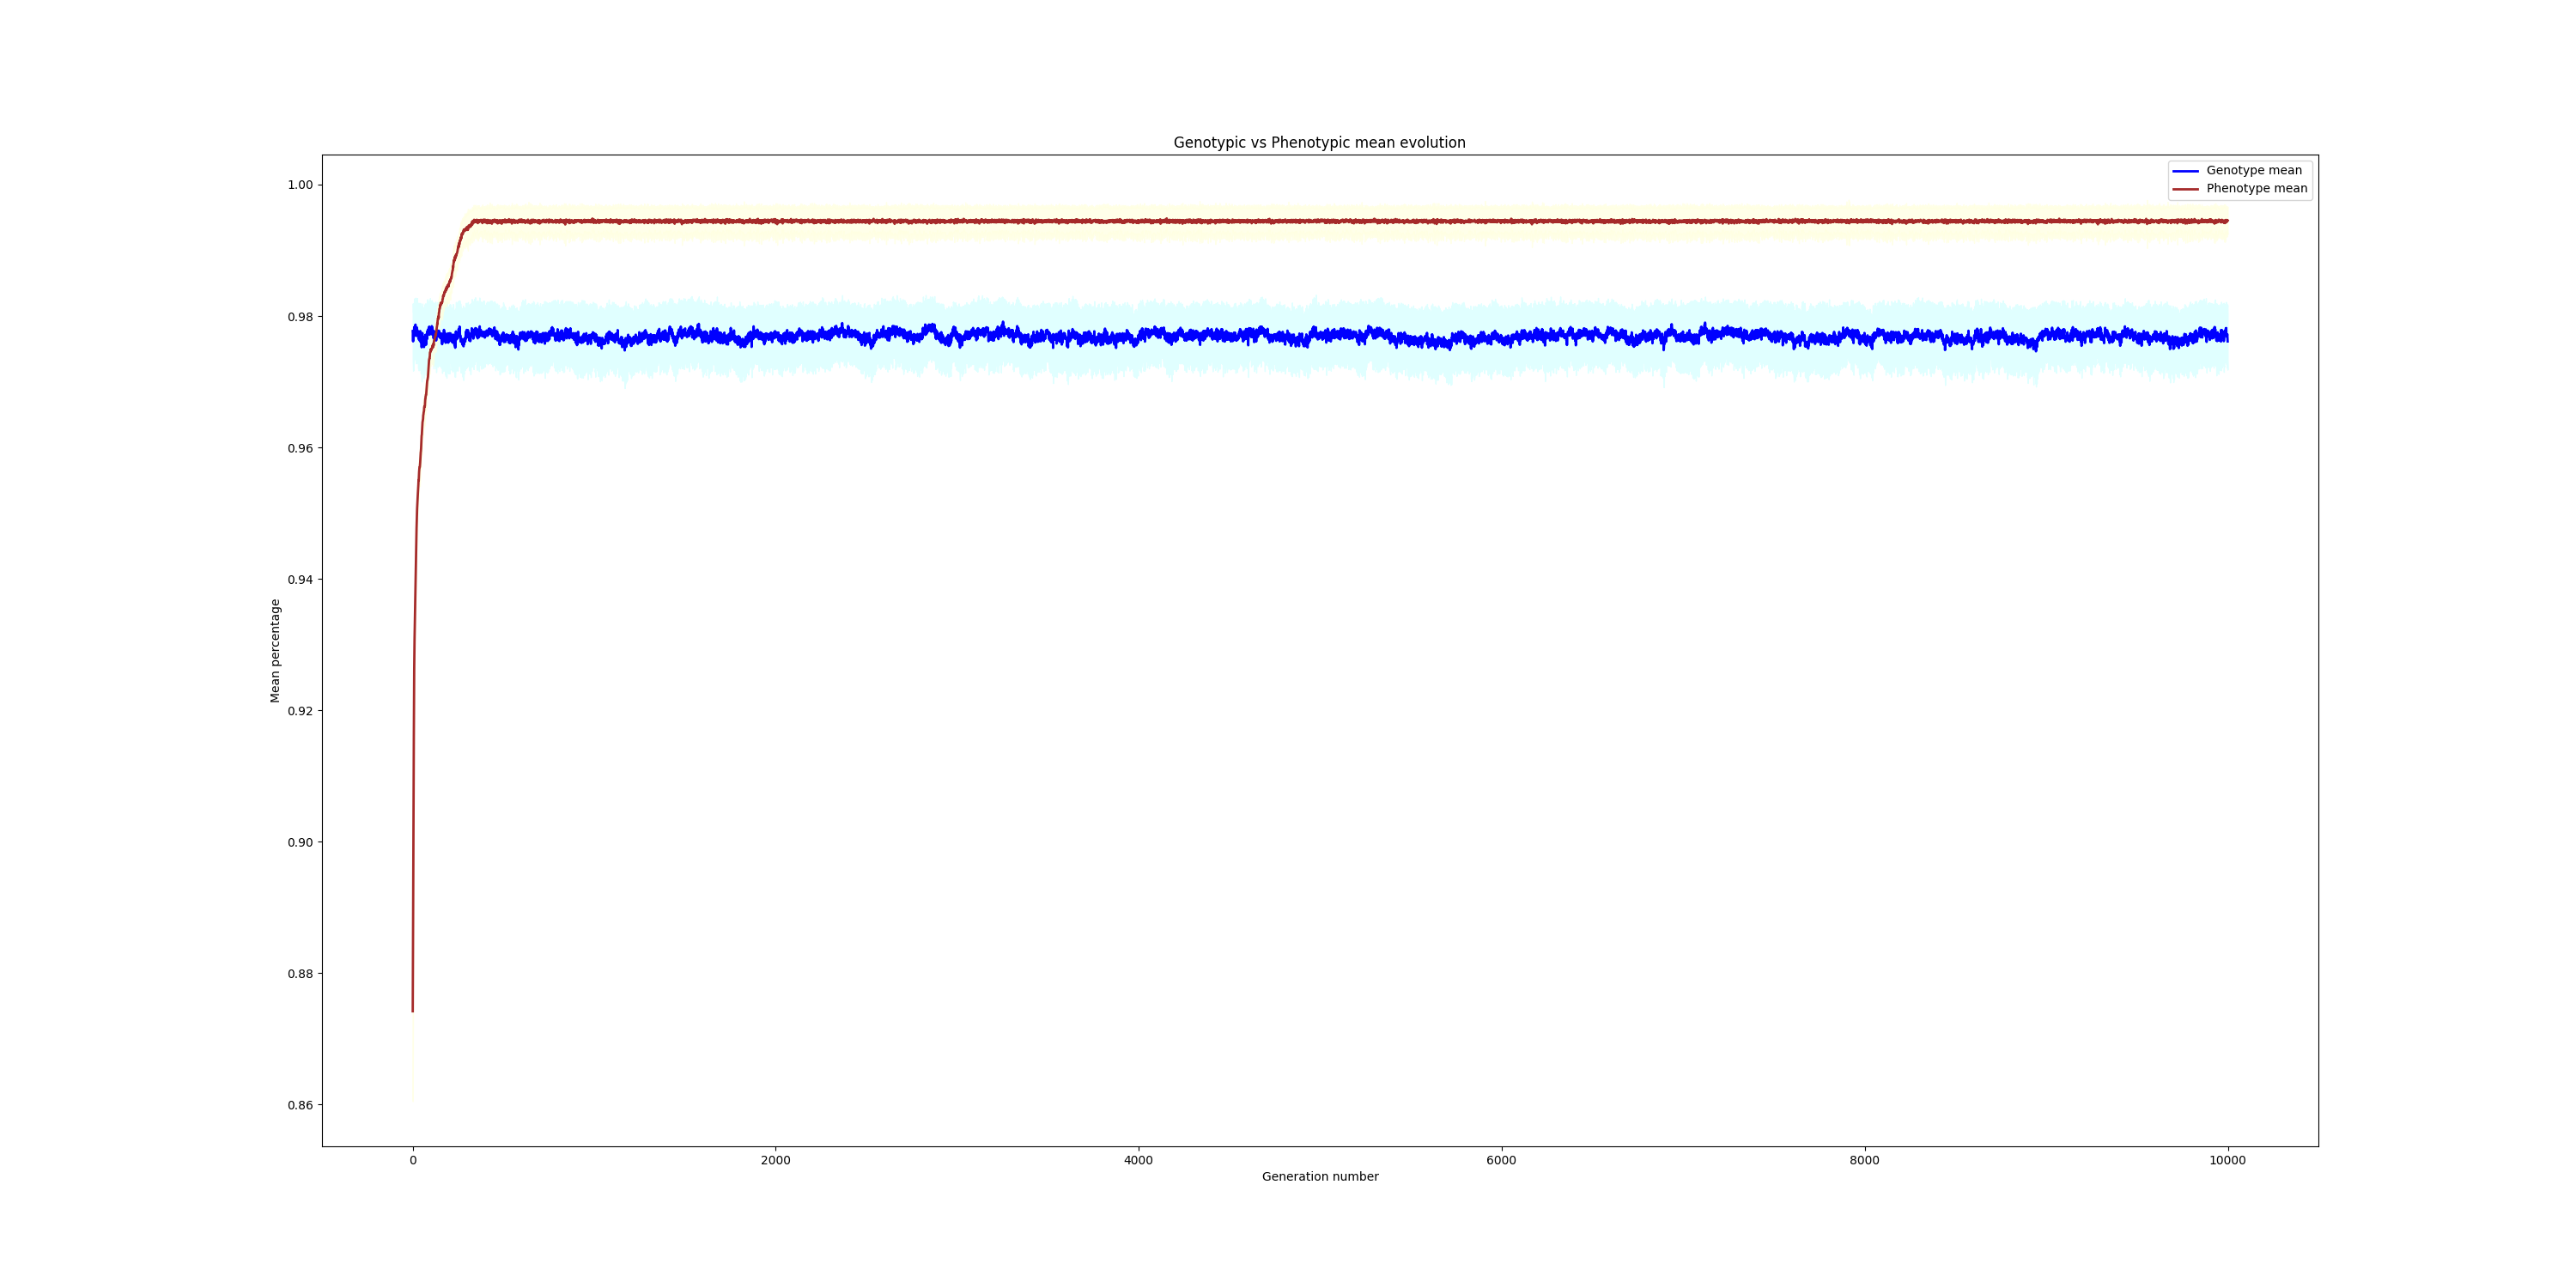 Genotypic vs Phenotypic mean evolution
Genotype mean
Phenotype mean
1.00
0.98
0.96
0.94
0.92
0.90
0.88
0.86
Mean percentage
0
2000
4000
6000
8000
10000
Generation number